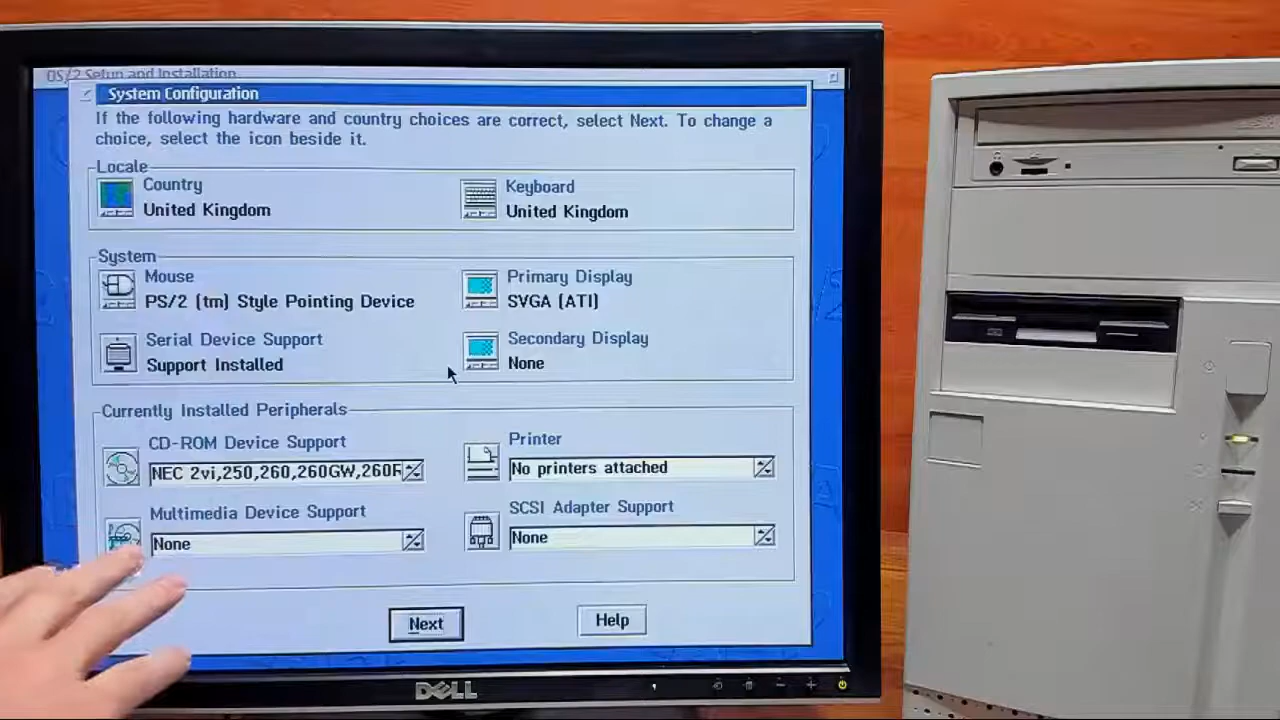 OS/2 Setup and Installation
System Configuration
If the following hardware and country choices are correct, select Next. To change a
choice, select the icon beside it.
Locale
Country
United Kingdom
Keyboard
United Kingdom
System
Mouse
PS/2 (tm) Style Pointing Device
Primary Display
SVGA (ATI)
Serial Device Support
Support Installed
Secondary Display
None
Currently Installed Peripherals
CD-ROM Device Support
NEC 2vi,250,260,260GW,260R
Printer
No printers attached
Multimedia Device Support
None
SCSI Adapter Support
None
Next
Help
DELL